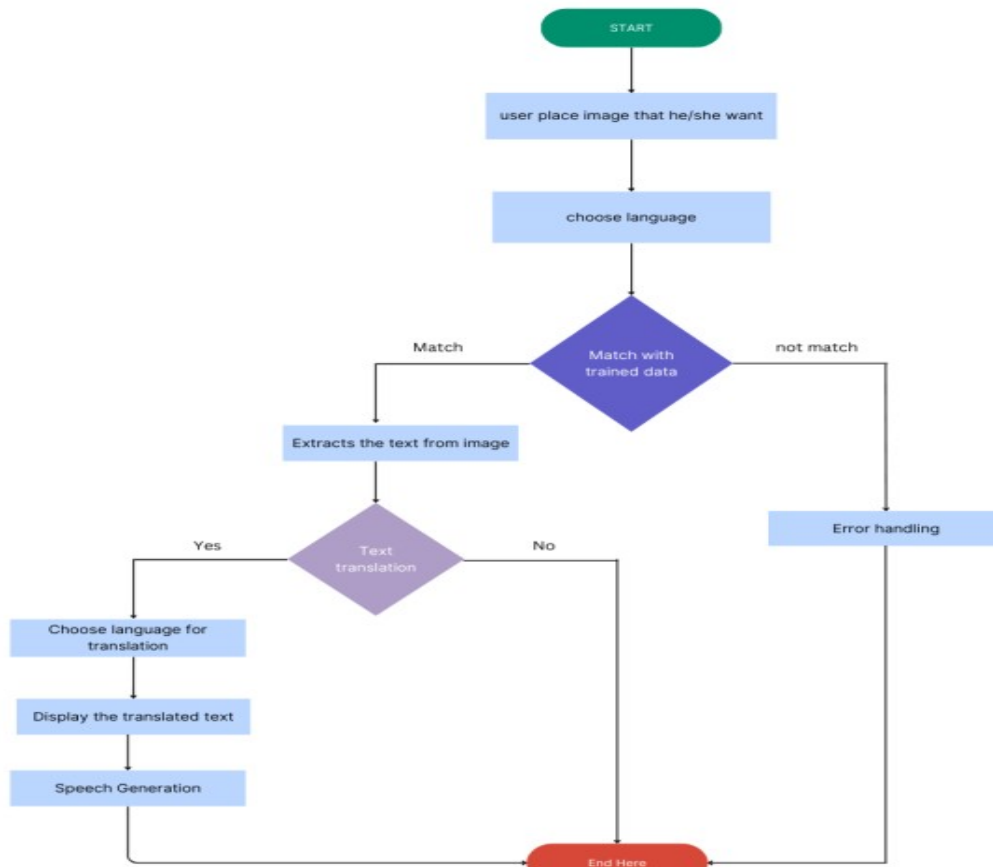 START
user place image that he/she want
choose language
Match with
trained data
Match
not match
Extracts the text from image
Error handling
Text
translation
Yes
No
Choose language for
translation
Display the translated text
Speech Generation
End Here